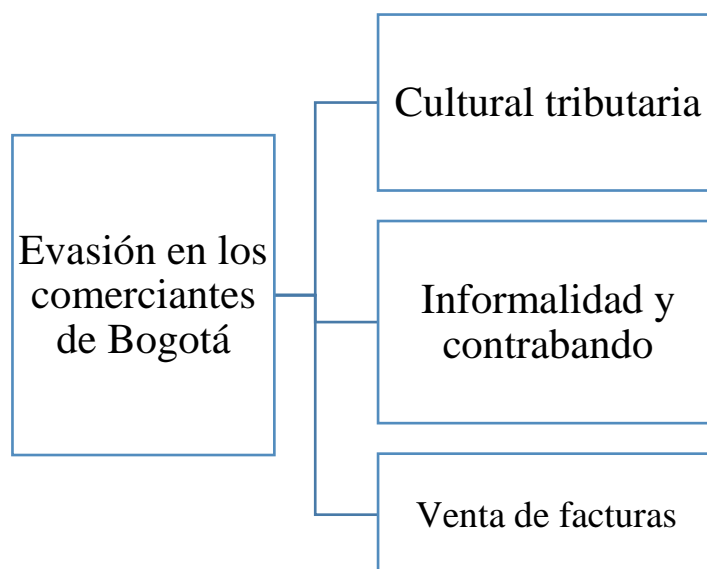 Cultural tributaria
Evasión en los
comerciantes
de Bogotá
Informalidad y
contrabando
Venta de facturas